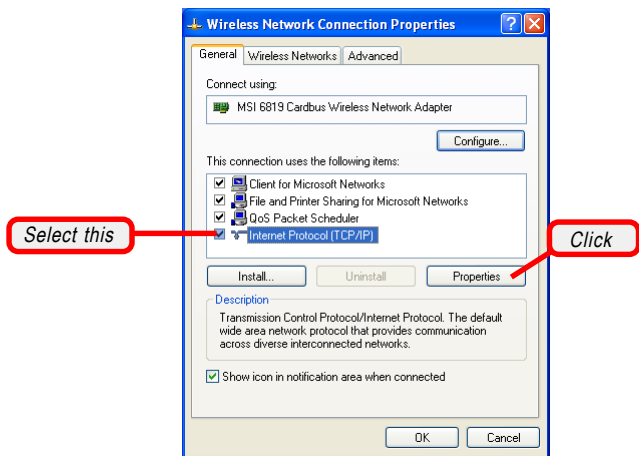 Wireless Network Connection Properties
General Wireless Networks Advanced
Connect using:
MSI 6819 Cardbus Wireless Network Adapter
Configure...
This connection uses the following items:
Client for Microsoft Networks
File and Printer Sharing for Microsoft Networks
QoS Packet Scheduler
Select this
Internet Protocol (TCP/IP)
Click
Install... Uninstall Properties
Description
Transmission Control Protocol/Internet Protocol. The default
wide area network protocol that provides communication
across diverse interconnected networks.
Show icon in notification area when connected
OK Cancel